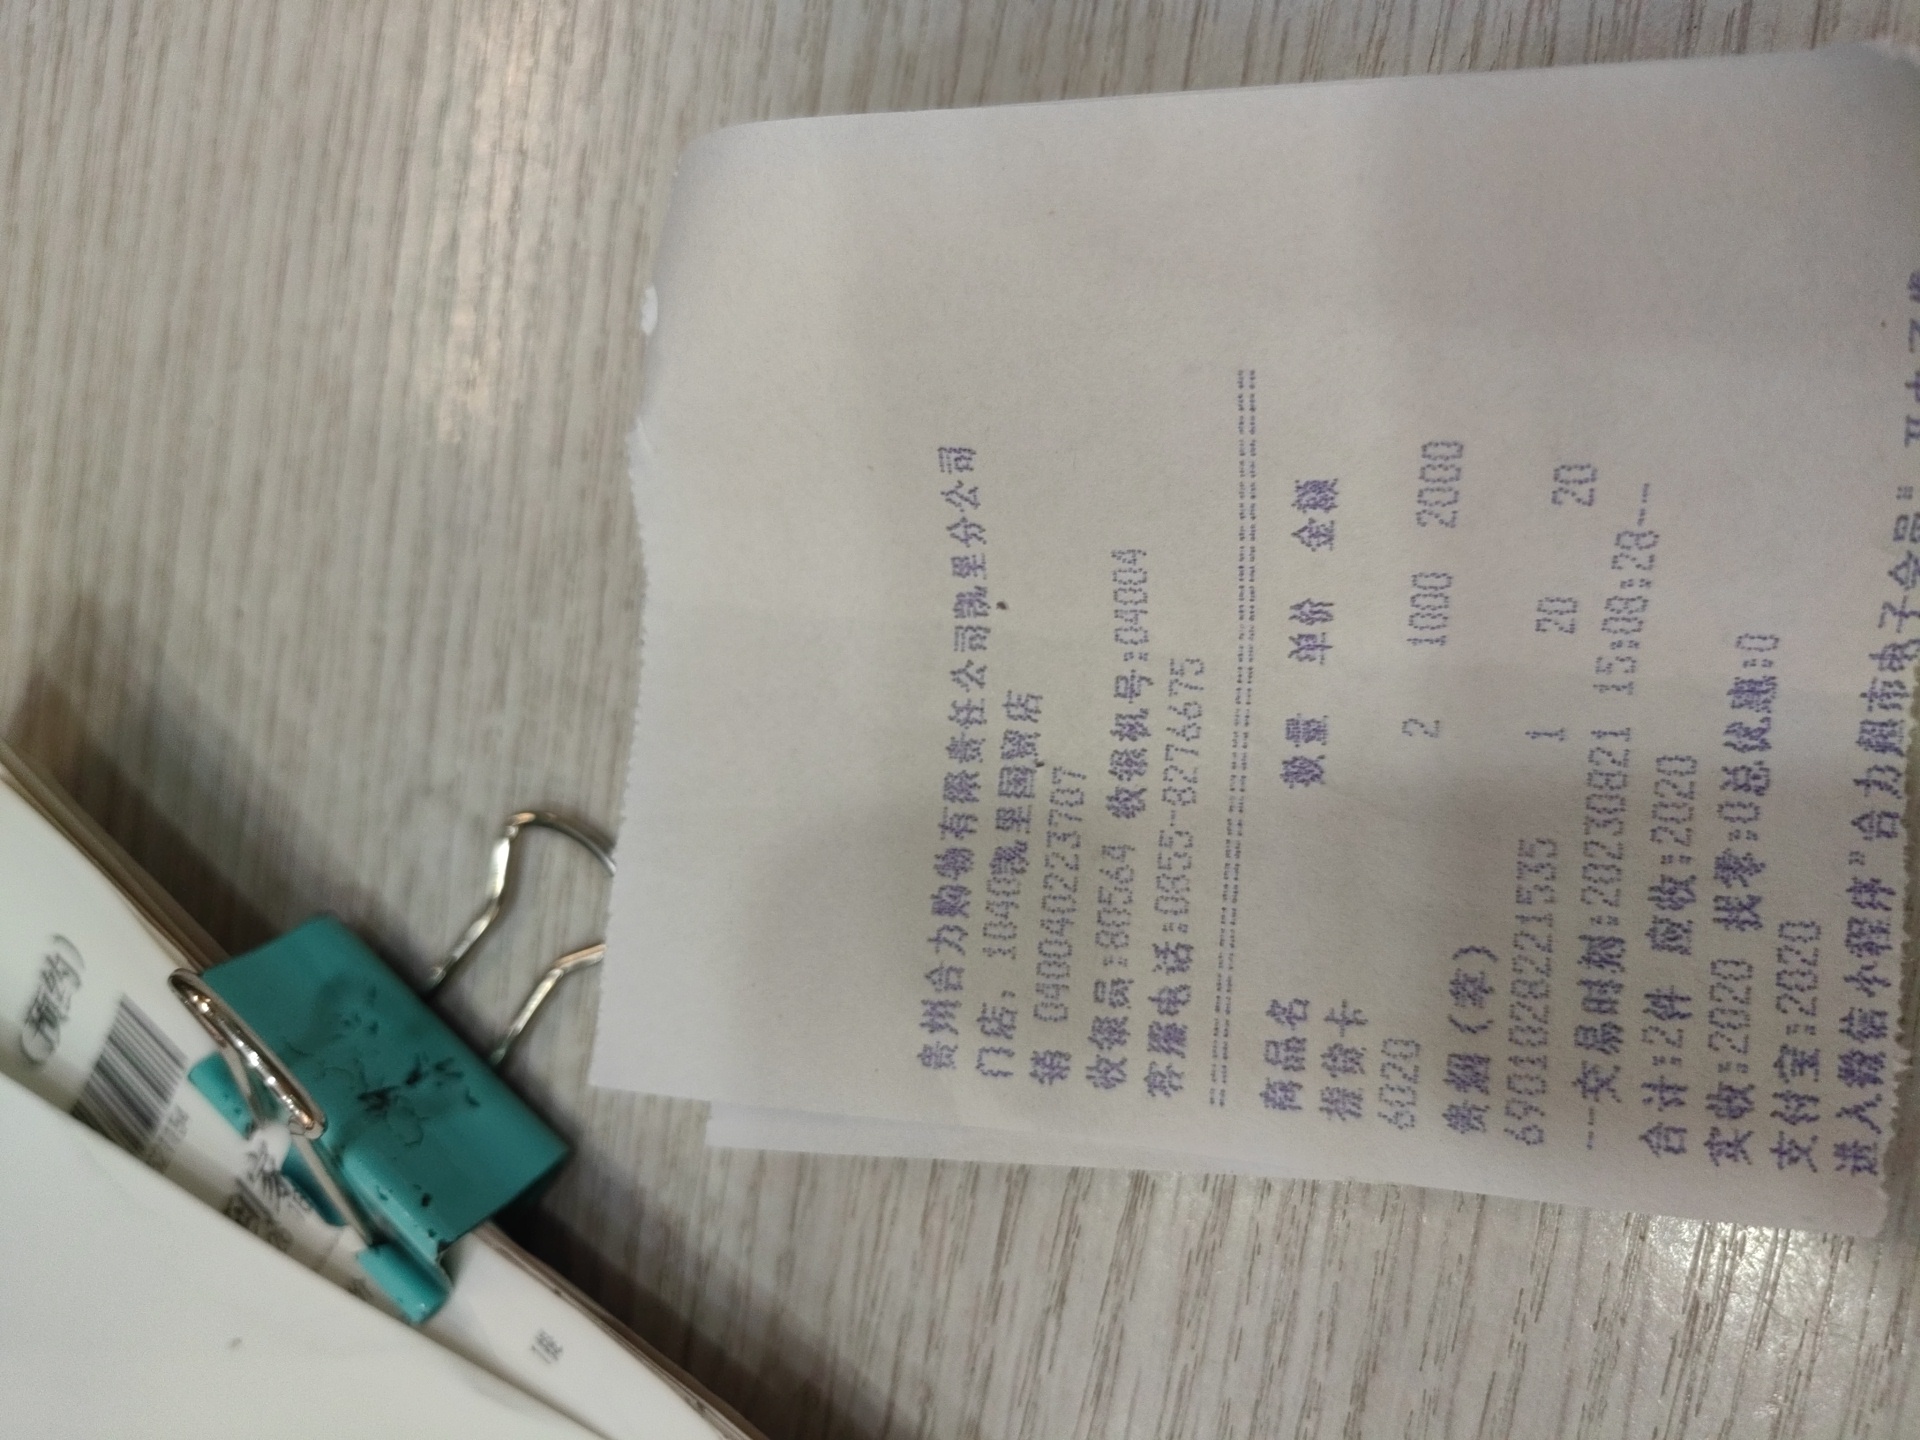 贵州合力购物有限责任公司凯里分公司
门店: 1040凯里国贸店
销 040040223707
收银员:80564 收银机号:04004
客服电话:0855-8276675
商品名 数量 单价 金额
提货卡
6020 2 1000 2000
贵烟(萃)
6901028221535 1 20 20
---交易时刻:20230821 15:08:28---
合计:2件 应收:2020
实收:2020 找零:0总优惠:0
支付宝:2020
进入微信小程序"合力超市电子会员",
(预约)